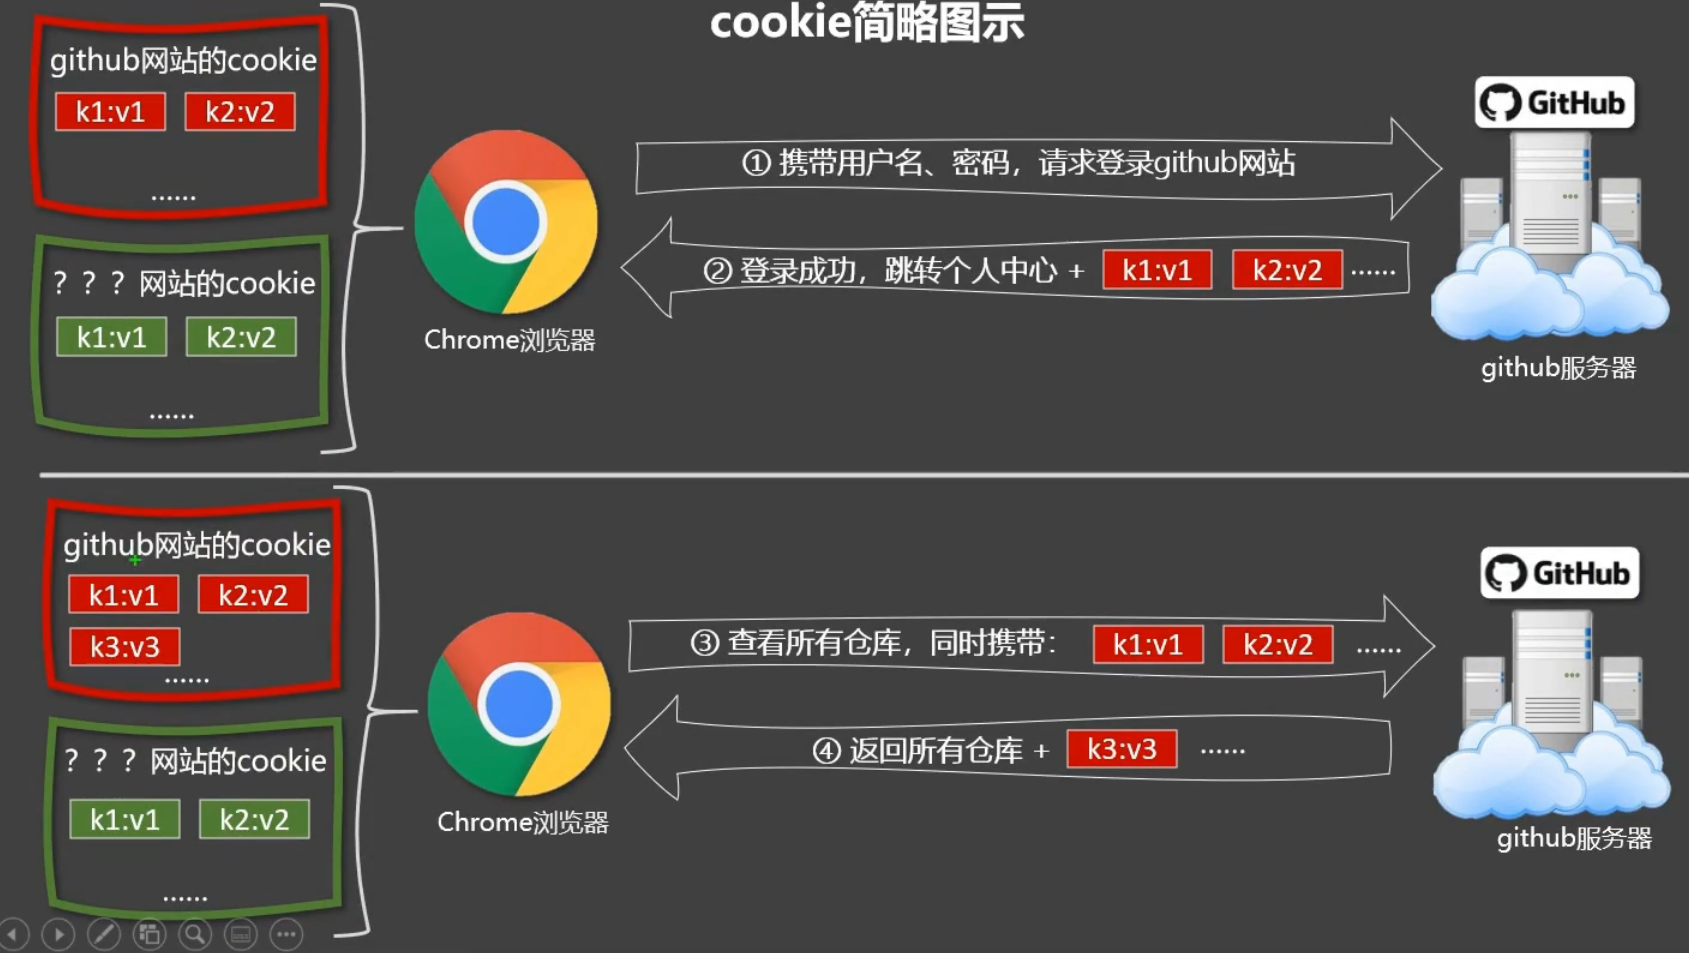 cookie简略图示
github网站的cookie
k1:v1 k2:v2
......
？？？网站的cookie
k1:v1 k2:v2
......
Chrome浏览器
① 携带用户名、密码，请求登录github网站
② 登录成功，跳转个人中心 + k1:v1 k2:v2 ......
GitHub
github服务器
github网站的cookie
k1:v1 k2:v2
k3:v3
......
？？？网站的cookie
k1:v1 k2:v2
......
Chrome浏览器
③ 查看所有仓库，同时携带： k1:v1 k2:v2 ......
④ 返回所有仓库 + k3:v3 ......
GitHub
github服务器